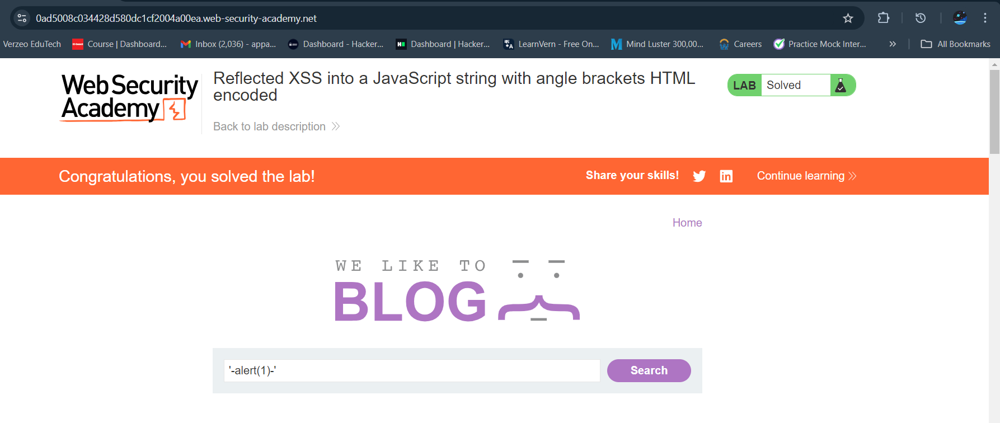 0ad5008c034428d580dc1cf2004a00ea.web-security-academy.net
Verzeo EduTech Course | Dashboard... Inbox (2,036) - appa... Dashboard - Hacker... Dashboard | Hacker... LearnVern - Free On... Mind Luster 300,00... Careers Practice Mock Inter... » All Bookmarks
Web Security
Academy
Reflected XSS into a JavaScript string with angle brackets HTML
encoded
LAB Solved
Back to lab description
Congratulations, you solved the lab!
Share your skills!
Continue learning
Home
WE LIKE TO
BLOG
'-alert(1)-'
Search